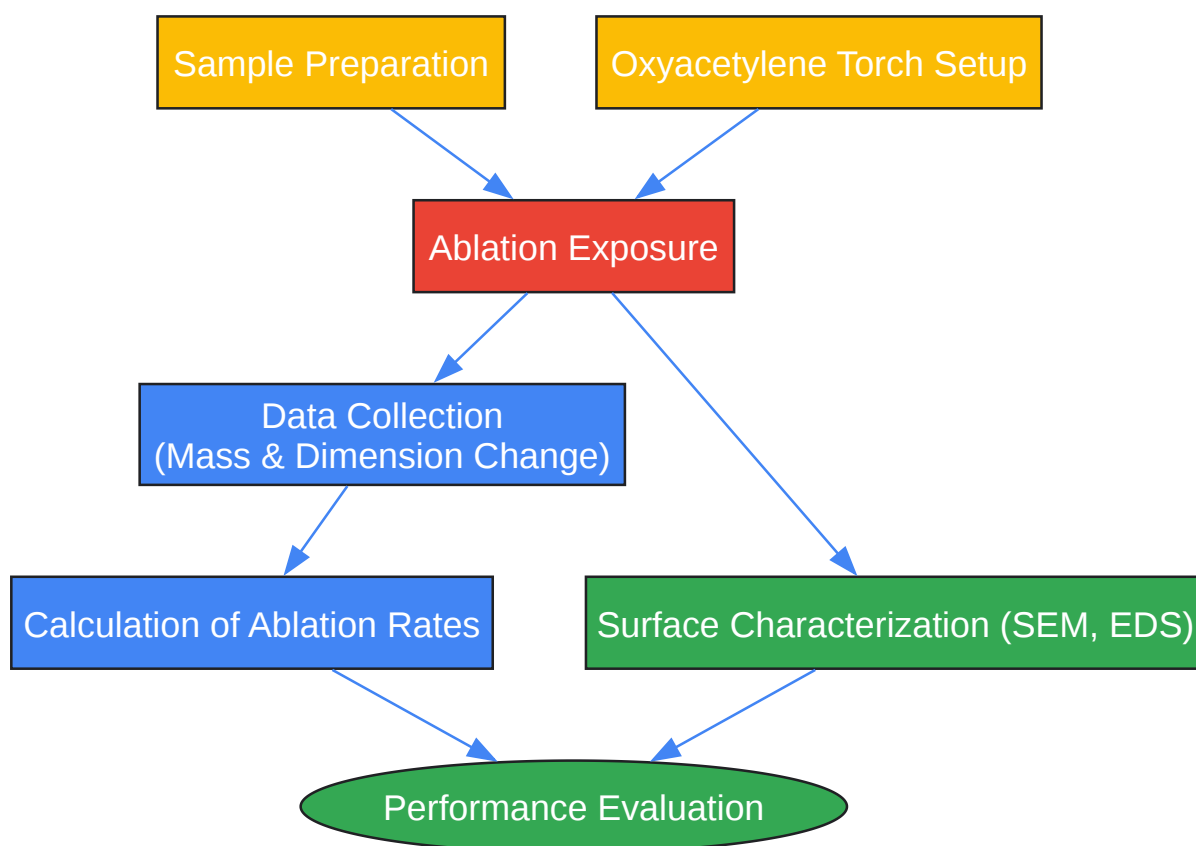 Sample Preparation
Oxyacetylene Torch Setup
Ablation Exposure
Data Collection
(Mass & Dimension Change)
Calculation of Ablation Rates
Surface Characterization (SEM, EDS)
Performance Evaluation